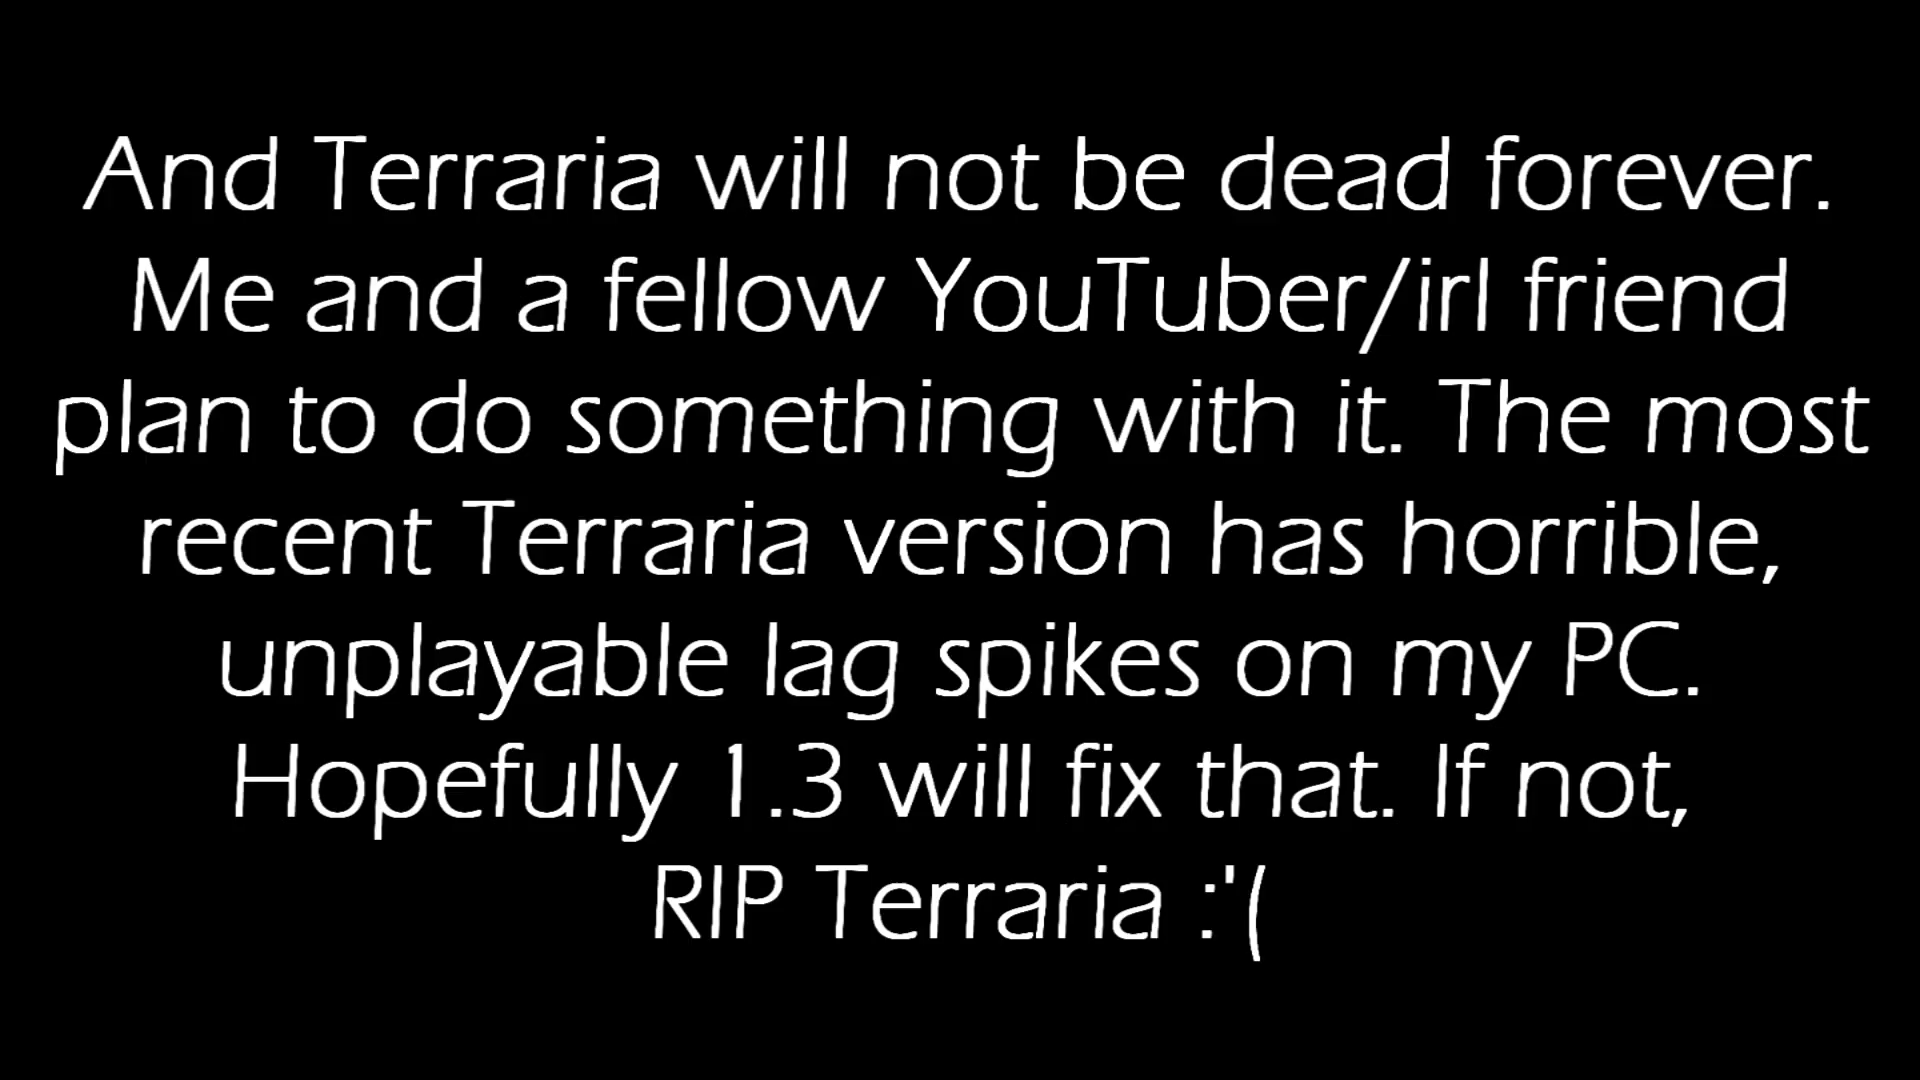 And Terraria will not be dead forever.
Me and a fellow YouTuber/irl friend
plan to do something with it. The most
recent Terraria version has horrible,
unplayable lag spikes on my PC.
Hopefully 1.3 will fix that. If not,
RIP Terraria :'(